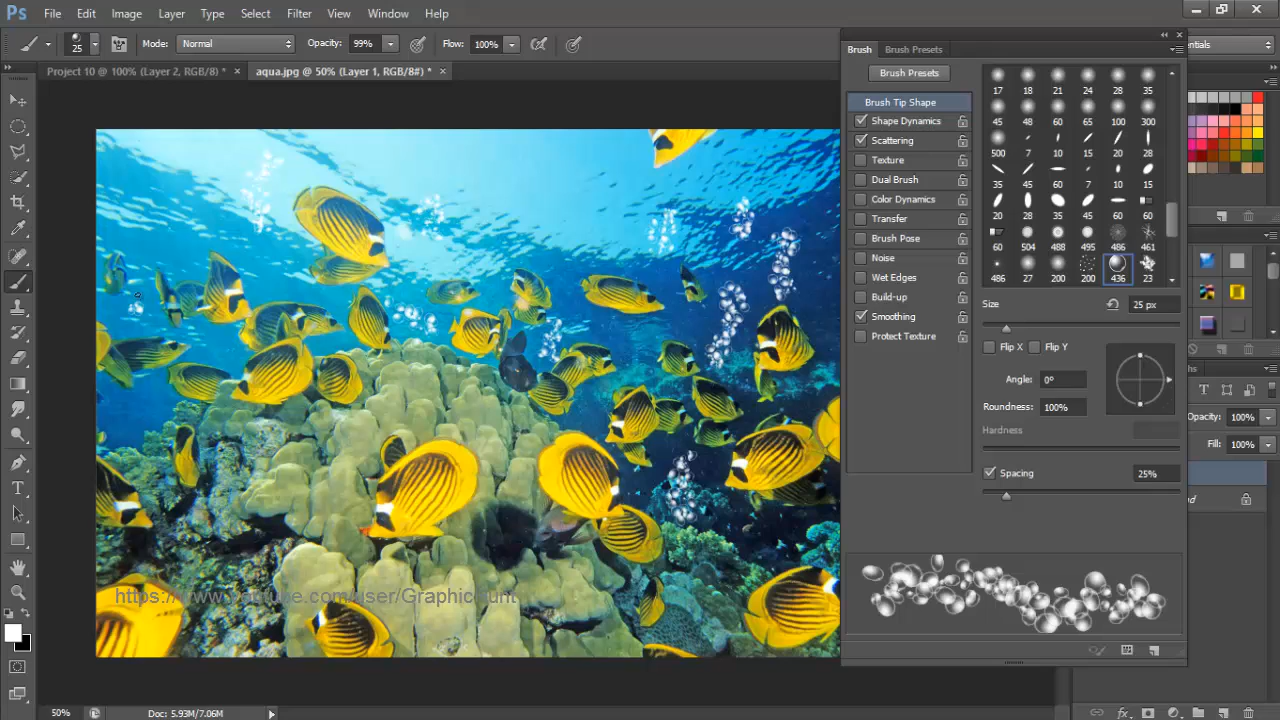 Ps File Edit Image Layer Type Select Filter View Window Help
25 Mode: Normal Opacity: 99% Flow: 100% entials
Project 10 @ 100% (Layer 2, RGB/8) * × aqua.jpg @ 50% (Layer 1, RGB/8#) * ×
Brush Brush Presets
Brush Presets
Brush Tip Shape
Shape Dynamics
Scattering
Texture
Dual Brush
Color Dynamics
Transfer
Brush Pose
Noise
Wet Edges
Build-up
Smoothing
Protect Texture
17 18 21 24 28 35
45 48 60 65 100 300
500 7 10 15 20 28
35 45 60 7 10 15
20 28 35 45 60 60
60 504 488 495 486 461
486 27 200 200 436 23
Size 25 px
Flip X Flip Y
Angle: 0º
Roundness: 100%
Hardness
Spacing 25%
ths
Opacity: 100%
Fill: 100%
nd
50% Doc: 5.93M/7.06M